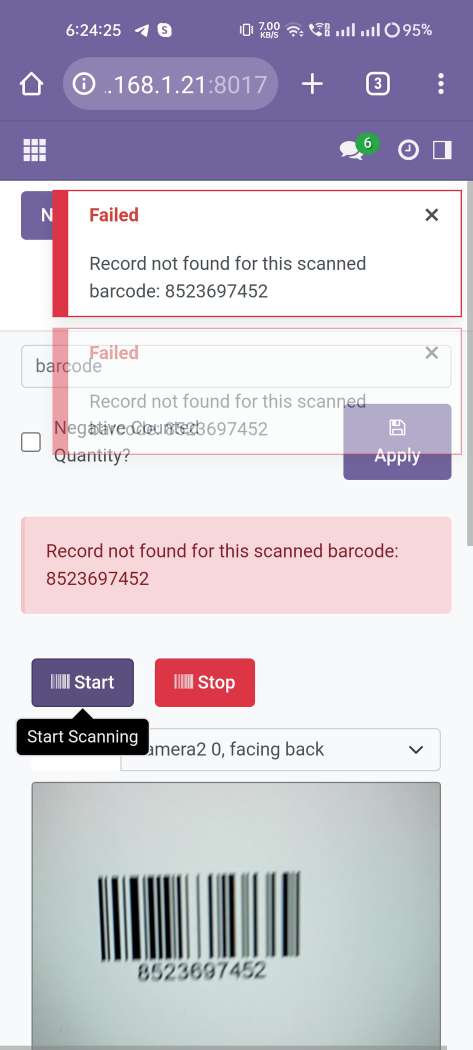 6:24:25
7.00
KB/S
95%
.168.1.21:8017
3
6
N
Failed
Record not found for this scanned
barcode: 8523697452
Failed
barcode
Record not found for this scanned
barcode: 8523697452
Negative Counted
Quantity?
Apply
Record not found for this scanned barcode:
8523697452
Start
Stop
Start Scanning
amera2 0, facing back
8523697452